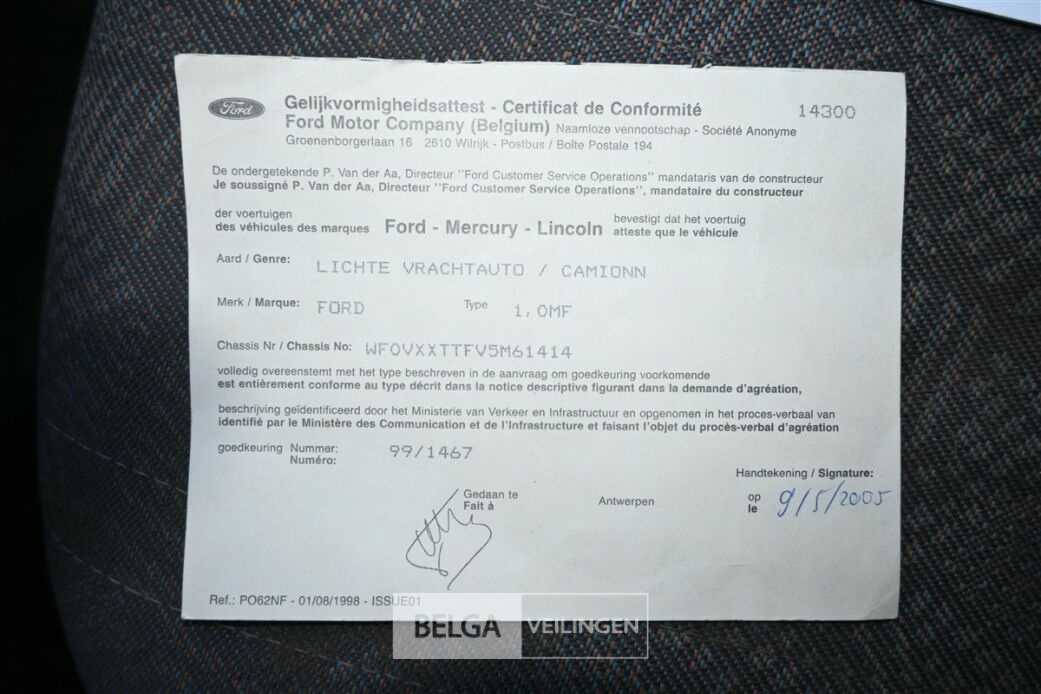 Ford
Gelijkvormigheidsattest - Certificat de Conformité
14300
Ford Motor Company (Belgium) Naamloze vennootschap - Société Anonyme
Groenenborgerlaan 16 2610 Wilrijk - Postbus / Boîte Postale 194
De ondergetekende P. Van der Aa, Directeur "Ford Customer Service Operations" mandataris van de constructeur
Je soussigné P. Van der Aa, Directeur "Ford Customer Service Operations", mandataire du constructeur
der voertuigen
des véhicules des marques
Ford - Mercury - Lincoln
bevestigt dat het voertuig
atteste que le véhicule
Aard / Genre: LICHTE VRACHTAUTO / CAMIONN
Merk / Marque: FORD Type 1,0MF
Chassis Nr / Chassis No: WF0VXXTTFV5M61414
volledig overeenstemt met het type beschreven in de aanvraag om goedkeuring voorkomende
est entièrement conforme au type décrit dans la notice descriptive figurant dans la demande d'agréation,
beschrijving geïdentificeerd door het Ministerie van Verkeer en Infrastructuur en opgenomen in het proces-verbaal van
identifié par le Ministère des Communication et de l'Infrastructure et faisant l'objet du procès-verbal d'agréation
goedkeuring Nummer: 99/1467
Numéro:
Handtekening / Signature:
Gedaan te
Fait à
Antwerpen
op
le
9/5/2005
Ref.: PO62NF - 01/08/1998 - ISSUE01
BELGA VEILINGEN